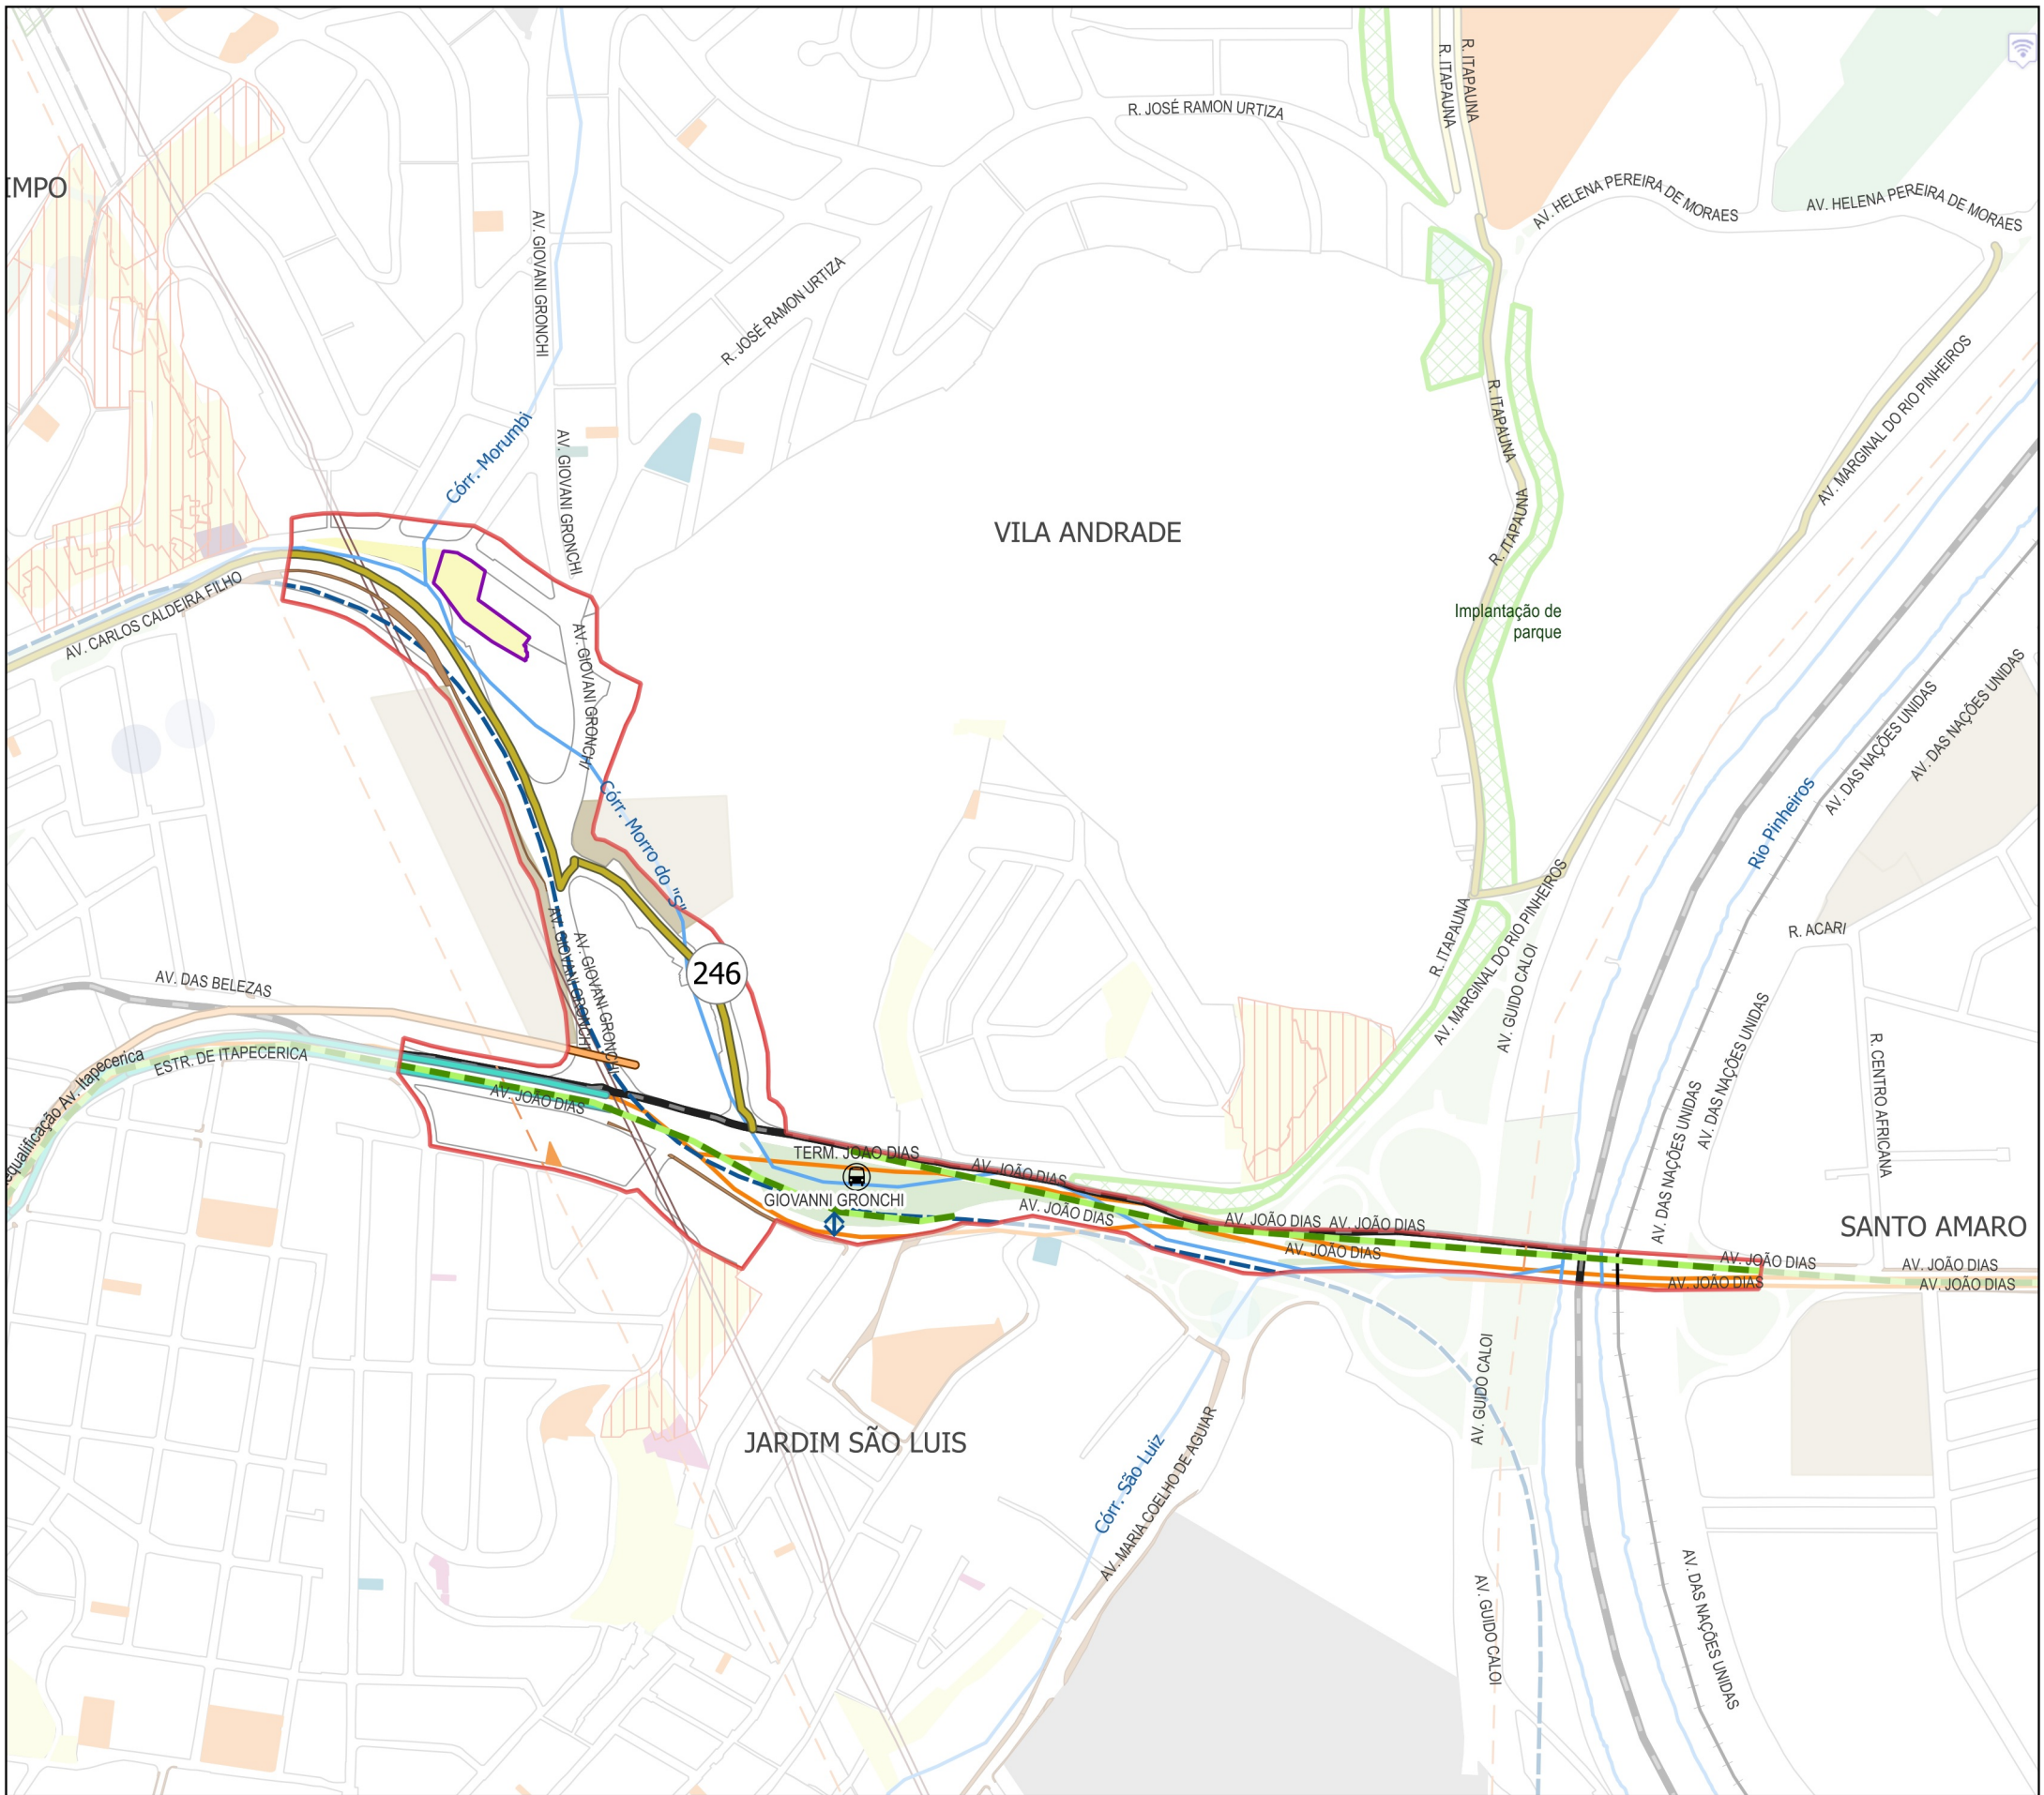 R. ITAPAUNA
R. ITAPAUNA
R. JOSÉ RAMON URTIZA
IMPO
AV. HELENA PEREIRA DE MORAES
AV. HELENA PEREIRA DE MORAES
AV. GIOVANI GRONCHI
R. JOSÉ RAMON URTIZA
AV. MARGINAL DO RIO PINHEIROS
R. ITAPAUNA
Córr. Morumbi
AV. GIOVANI GRONCHI
VILA ANDRADE
R. ITAPAUNA
AV. CARLOS CALDEIRA FILHO
Implantação de
parque
AV. GIOVANI GRONCHI
AV. DAS NAÇÕES UNIDAS
AV. DAS NAÇÕES UNIDAS
Rio Pinheiros
Córr. Morro do "S"
R. ITAPAUNA
AV. MARGINAL DO RIO PINHEIROS
AV. GUIDO CALOI
R. ACARI
246
AV. GIOVANI GRONCHI
AV. GIOVANI GRONCHI
AV. DAS BELEZAS
AV. DAS NAÇÕES UNIDAS
R. CENTRO AFRICANA
ESTR. DE ITAPECERICA
equalificação Av. Itapecerica
AV. JOÃO DIAS
AV. DAS NAÇÕES UNIDAS
TERM. JOAO DIAS
AV. JOÃO DIAS
GIOVANNI GRONCHI
AV. JOÃO DIAS
AV. JOÃO DIAS
AV. JOÃO DIAS
SANTO AMARO
AV. JOÃO DIAS
AV. JOÃO DIAS
AV. JOÃO DIAS
AV. JOÃO DIAS
AV. JOÃO DIAS
AV. GUIDO CALOI
JARDIM SÃO LUIS
Córr. São Luiz
AV. MARIA COELHO DE AGUIAR
AV. GUIDO CALOI
AV. DAS NAÇÕES UNIDAS